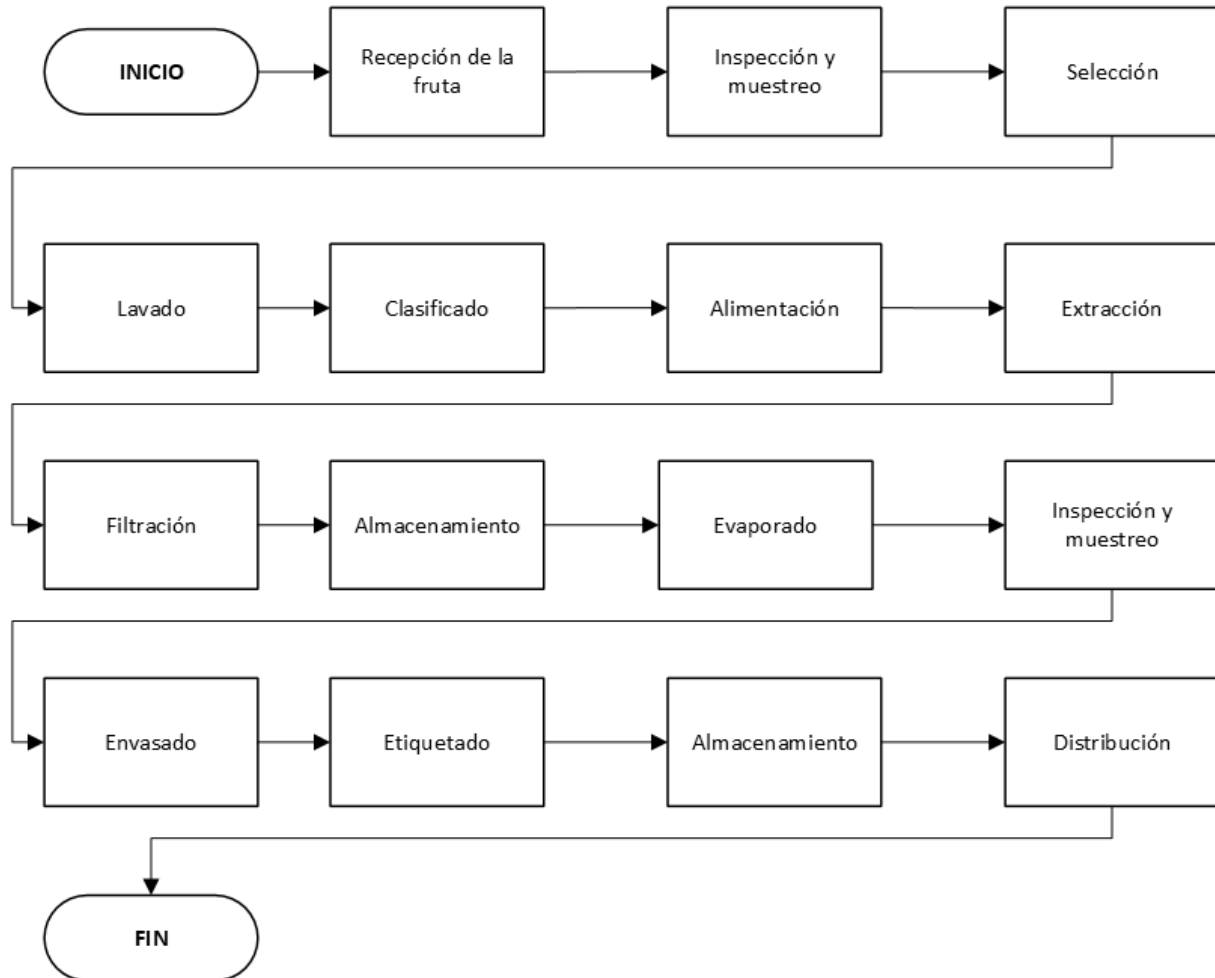 INICIO
Recepción de la
fruta
Inspección y
muestreo
Selección
Lavado
Clasificado
Alimentación
Extracción
Filtración
Almacenamiento
Evaporado
Inspección y
muestreo
Envasado
Etiquetado
Almacenamiento
Distribución
FIN